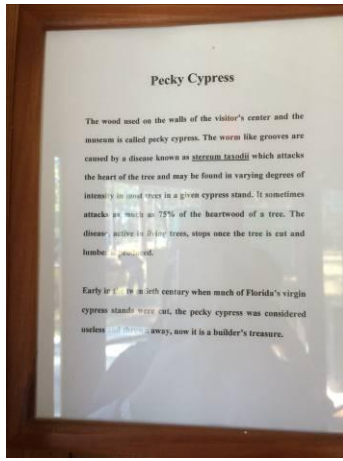 Pecky Cypress
The wood used on the walls of the visitor's center and the
museum is called pecky cypress. The worm like grooves are
caused by a disease known as stereum taxodii which attacks
the heart of the tree and may be found in varying degrees of
intensity in most trees in a given cypress stand. It sometimes
attacks as much as 75% of the heartwood of a tree. The
disease, active in living trees, stops once the tree is cut and
lumber is produced.
Early in the twentieth century when much of Florida's virgin
cypress stands were cut, the pecky cypress was considered
useless and thrown away, now it is a builder's treasure.